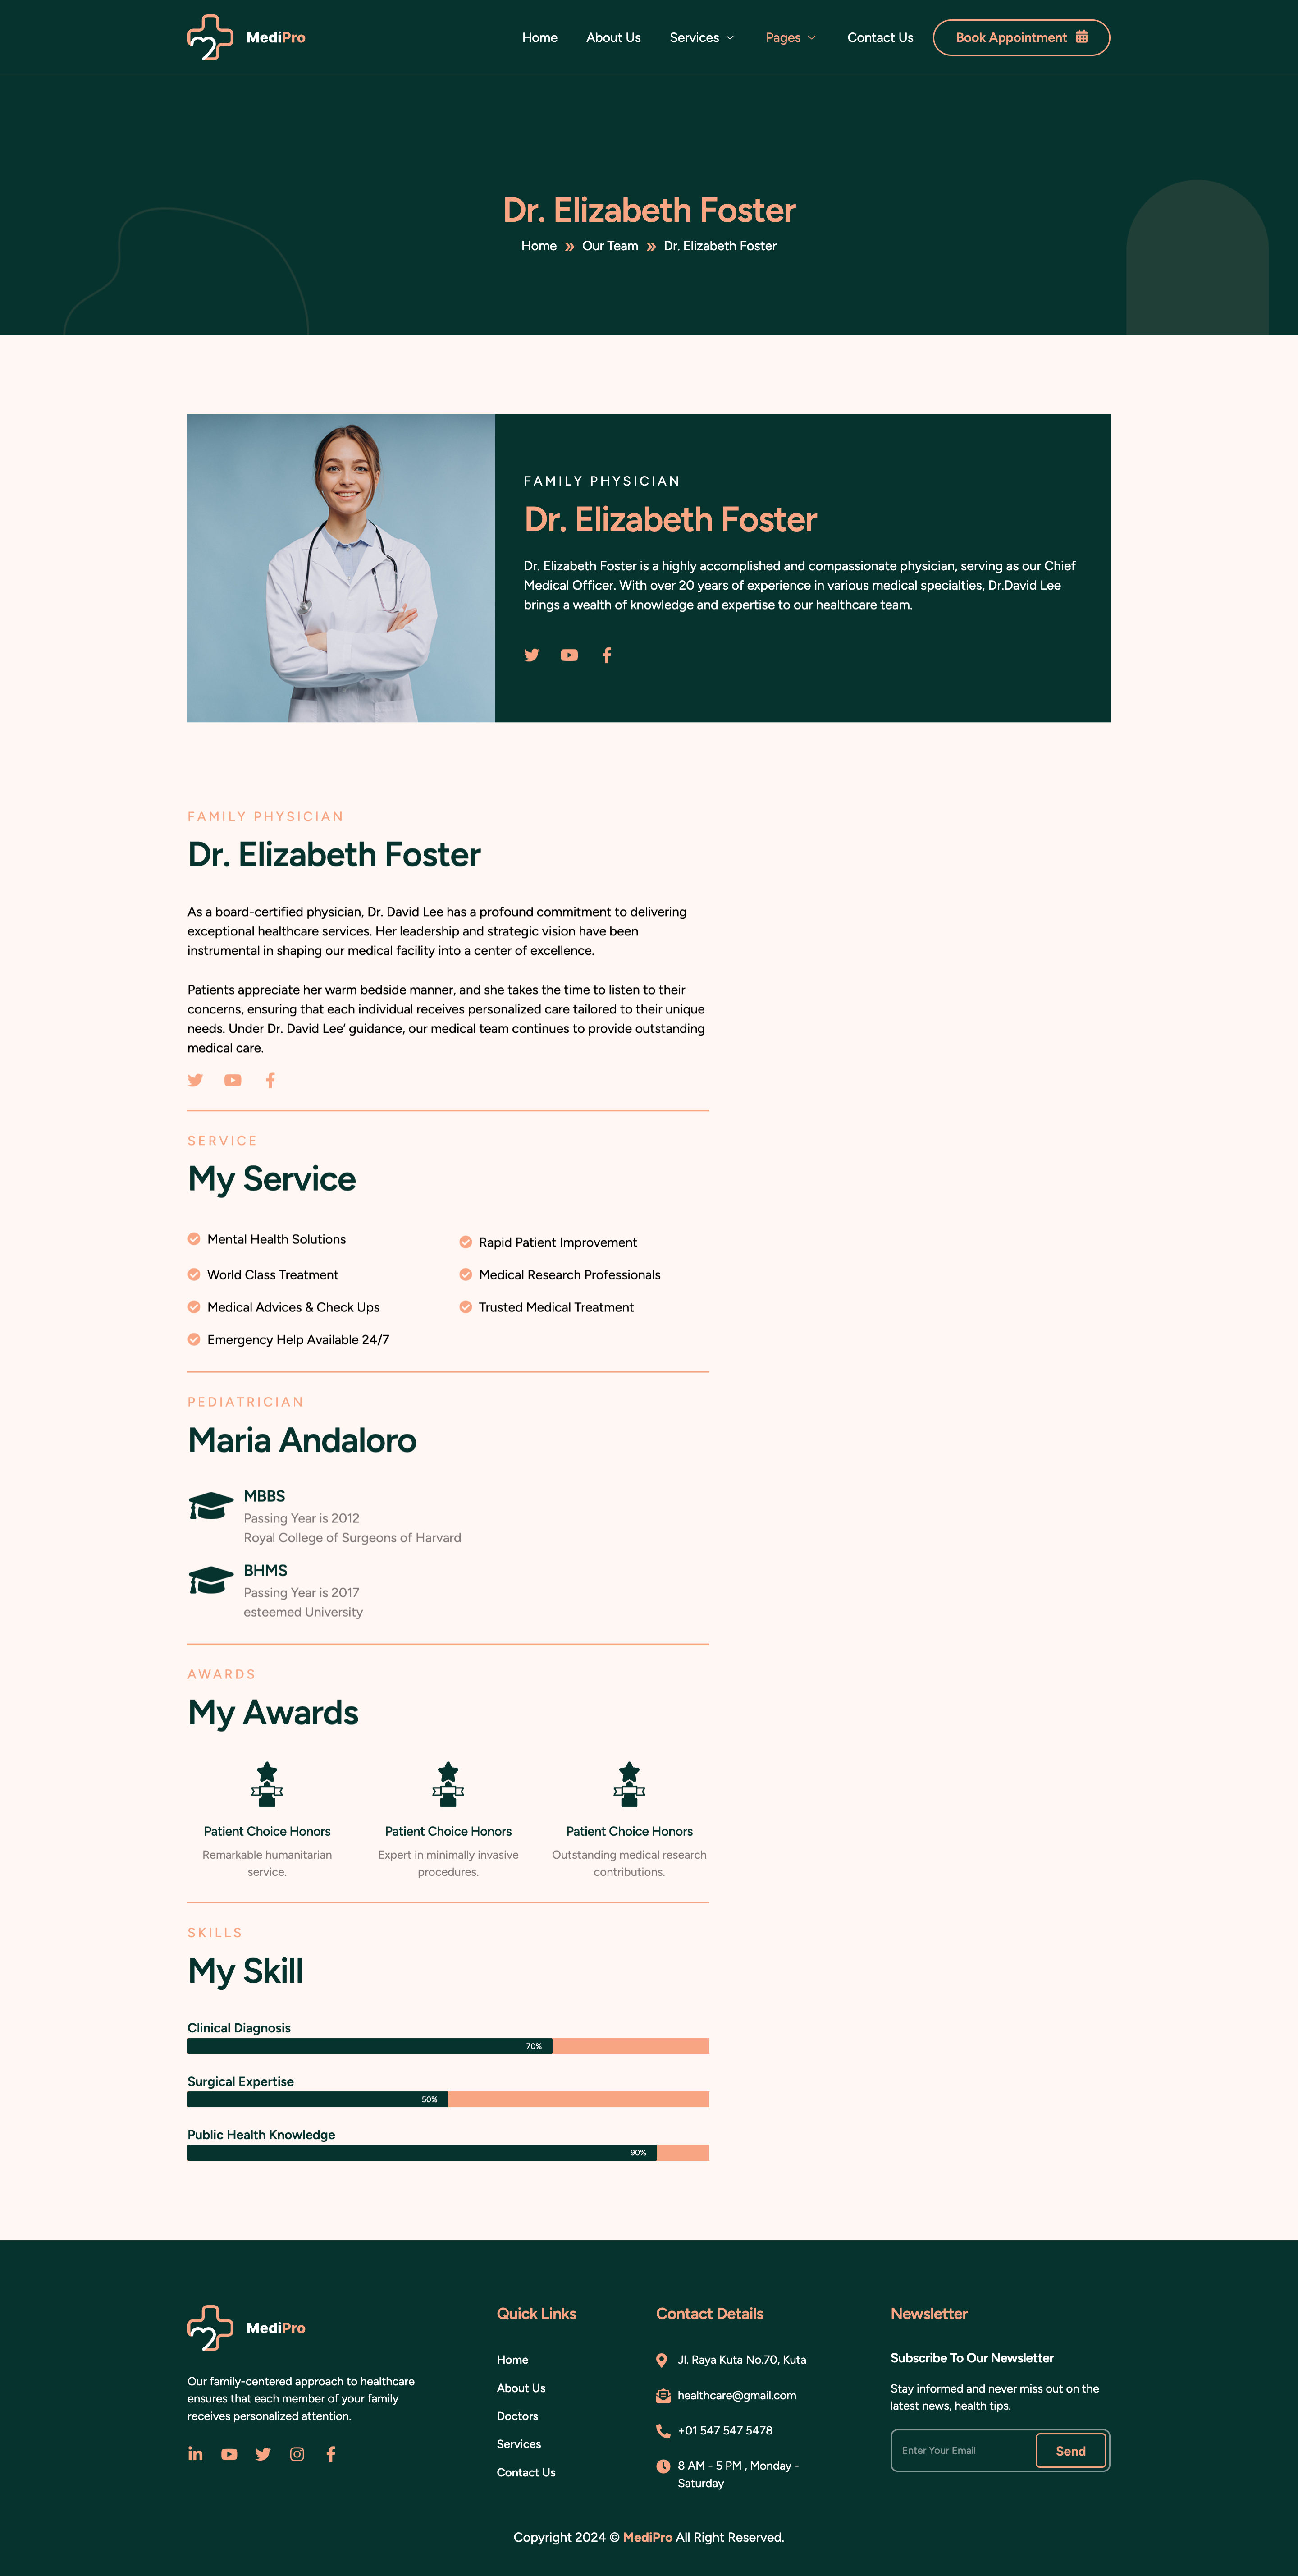 MediPro
Home
About Us
Services
Pages
Contact Us
Book Appointment
Dr. Elizabeth Foster
Home
Our Team
Dr. Elizabeth Foster
FAMILY PHYSICIAN
Dr. Elizabeth Foster
Dr. Elizabeth Foster is a highly accomplished and compassionate physician, serving as our Chief
Medical Officer. With over 20 years of experience in various medical specialties, Dr.David Lee
brings a wealth of knowledge and expertise to our healthcare team.
FAMILY PHYSICIAN
Dr. Elizabeth Foster
As a board-certified physician, Dr. David Lee has a profound commitment to delivering
exceptional healthcare services. Her leadership and strategic vision have been
instrumental in shaping our medical facility into a center of excellence.
Patients appreciate her warm bedside manner, and she takes the time to listen to their
concerns, ensuring that each individual receives personalized care tailored to their unique
needs. Under Dr. David Lee’ guidance, our medical team continues to provide outstanding
medical care.
SERVICE
My Service
Mental Health Solutions
World Class Treatment
Medical Advices & Check Ups
Emergency Help Available 24/7
Rapid Patient Improvement
Medical Research Professionals
Trusted Medical Treatment
PEDIATRICIAN
Maria Andaloro
MBBS
Passing Year is 2012
Royal College of Surgeons of Harvard
BHMS
Passing Year is 2017
esteemed University
AWARDS
My Awards
Patient Choice Honors
Remarkable humanitarian
service.
Patient Choice Honors
Expert in minimally invasive
procedures.
Patient Choice Honors
Outstanding medical research
contributions.
SKILLS
My Skill
Clinical Diagnosis
70%
Surgical Expertise
50%
Public Health Knowledge
90%
MediPro
Our family-centered approach to healthcare
ensures that each member of your family
receives personalized attention.
Quick Links
Home
About Us
Doctors
Services
Contact Us
Contact Details
Jl. Raya Kuta No.70, Kuta
healthcare@gmail.com
+01 547 547 5478
8 AM - 5 PM , Monday -
Saturday
Newsletter
Subscribe To Our Newsletter
Stay informed and never miss out on the
latest news, health tips.
Enter Your Email
Send
Copyright 2024 © MediPro All Right Reserved.